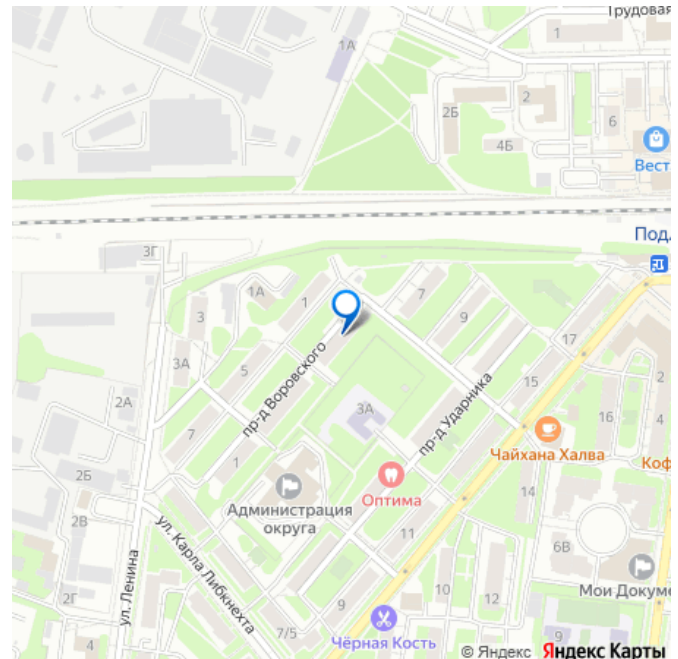 Трудовая
1А
1
2Б
2
6
4Б
Вест
Под
3Г
1А
7
1
3
9
17
3А
5
пр-д Воровского
15
2
2А
3А
пр-д Ударника
16
4
7
Чайхана Халва
Коф
1
2Б
Оптима
14
Администрация
округа
2В
11
6В
ул. Карла Либкнехта
ул. Ленина
Мои Докуме
2Г
10
9
12
4
7/5
Чёрная Кость
9
© Яндекс Яндекс Карты